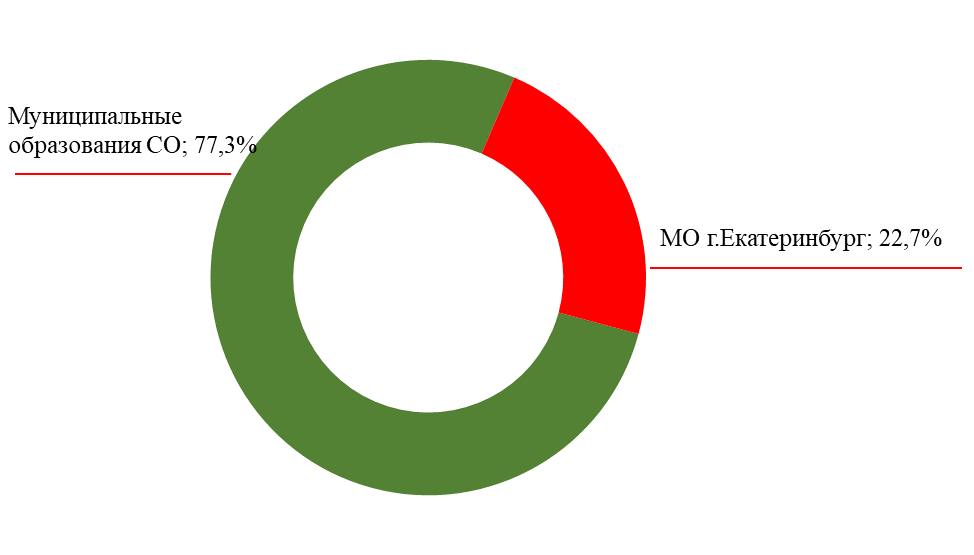 Муниципальные
образования СО; 77,3%
МО г.Екатеринбург; 22,7%